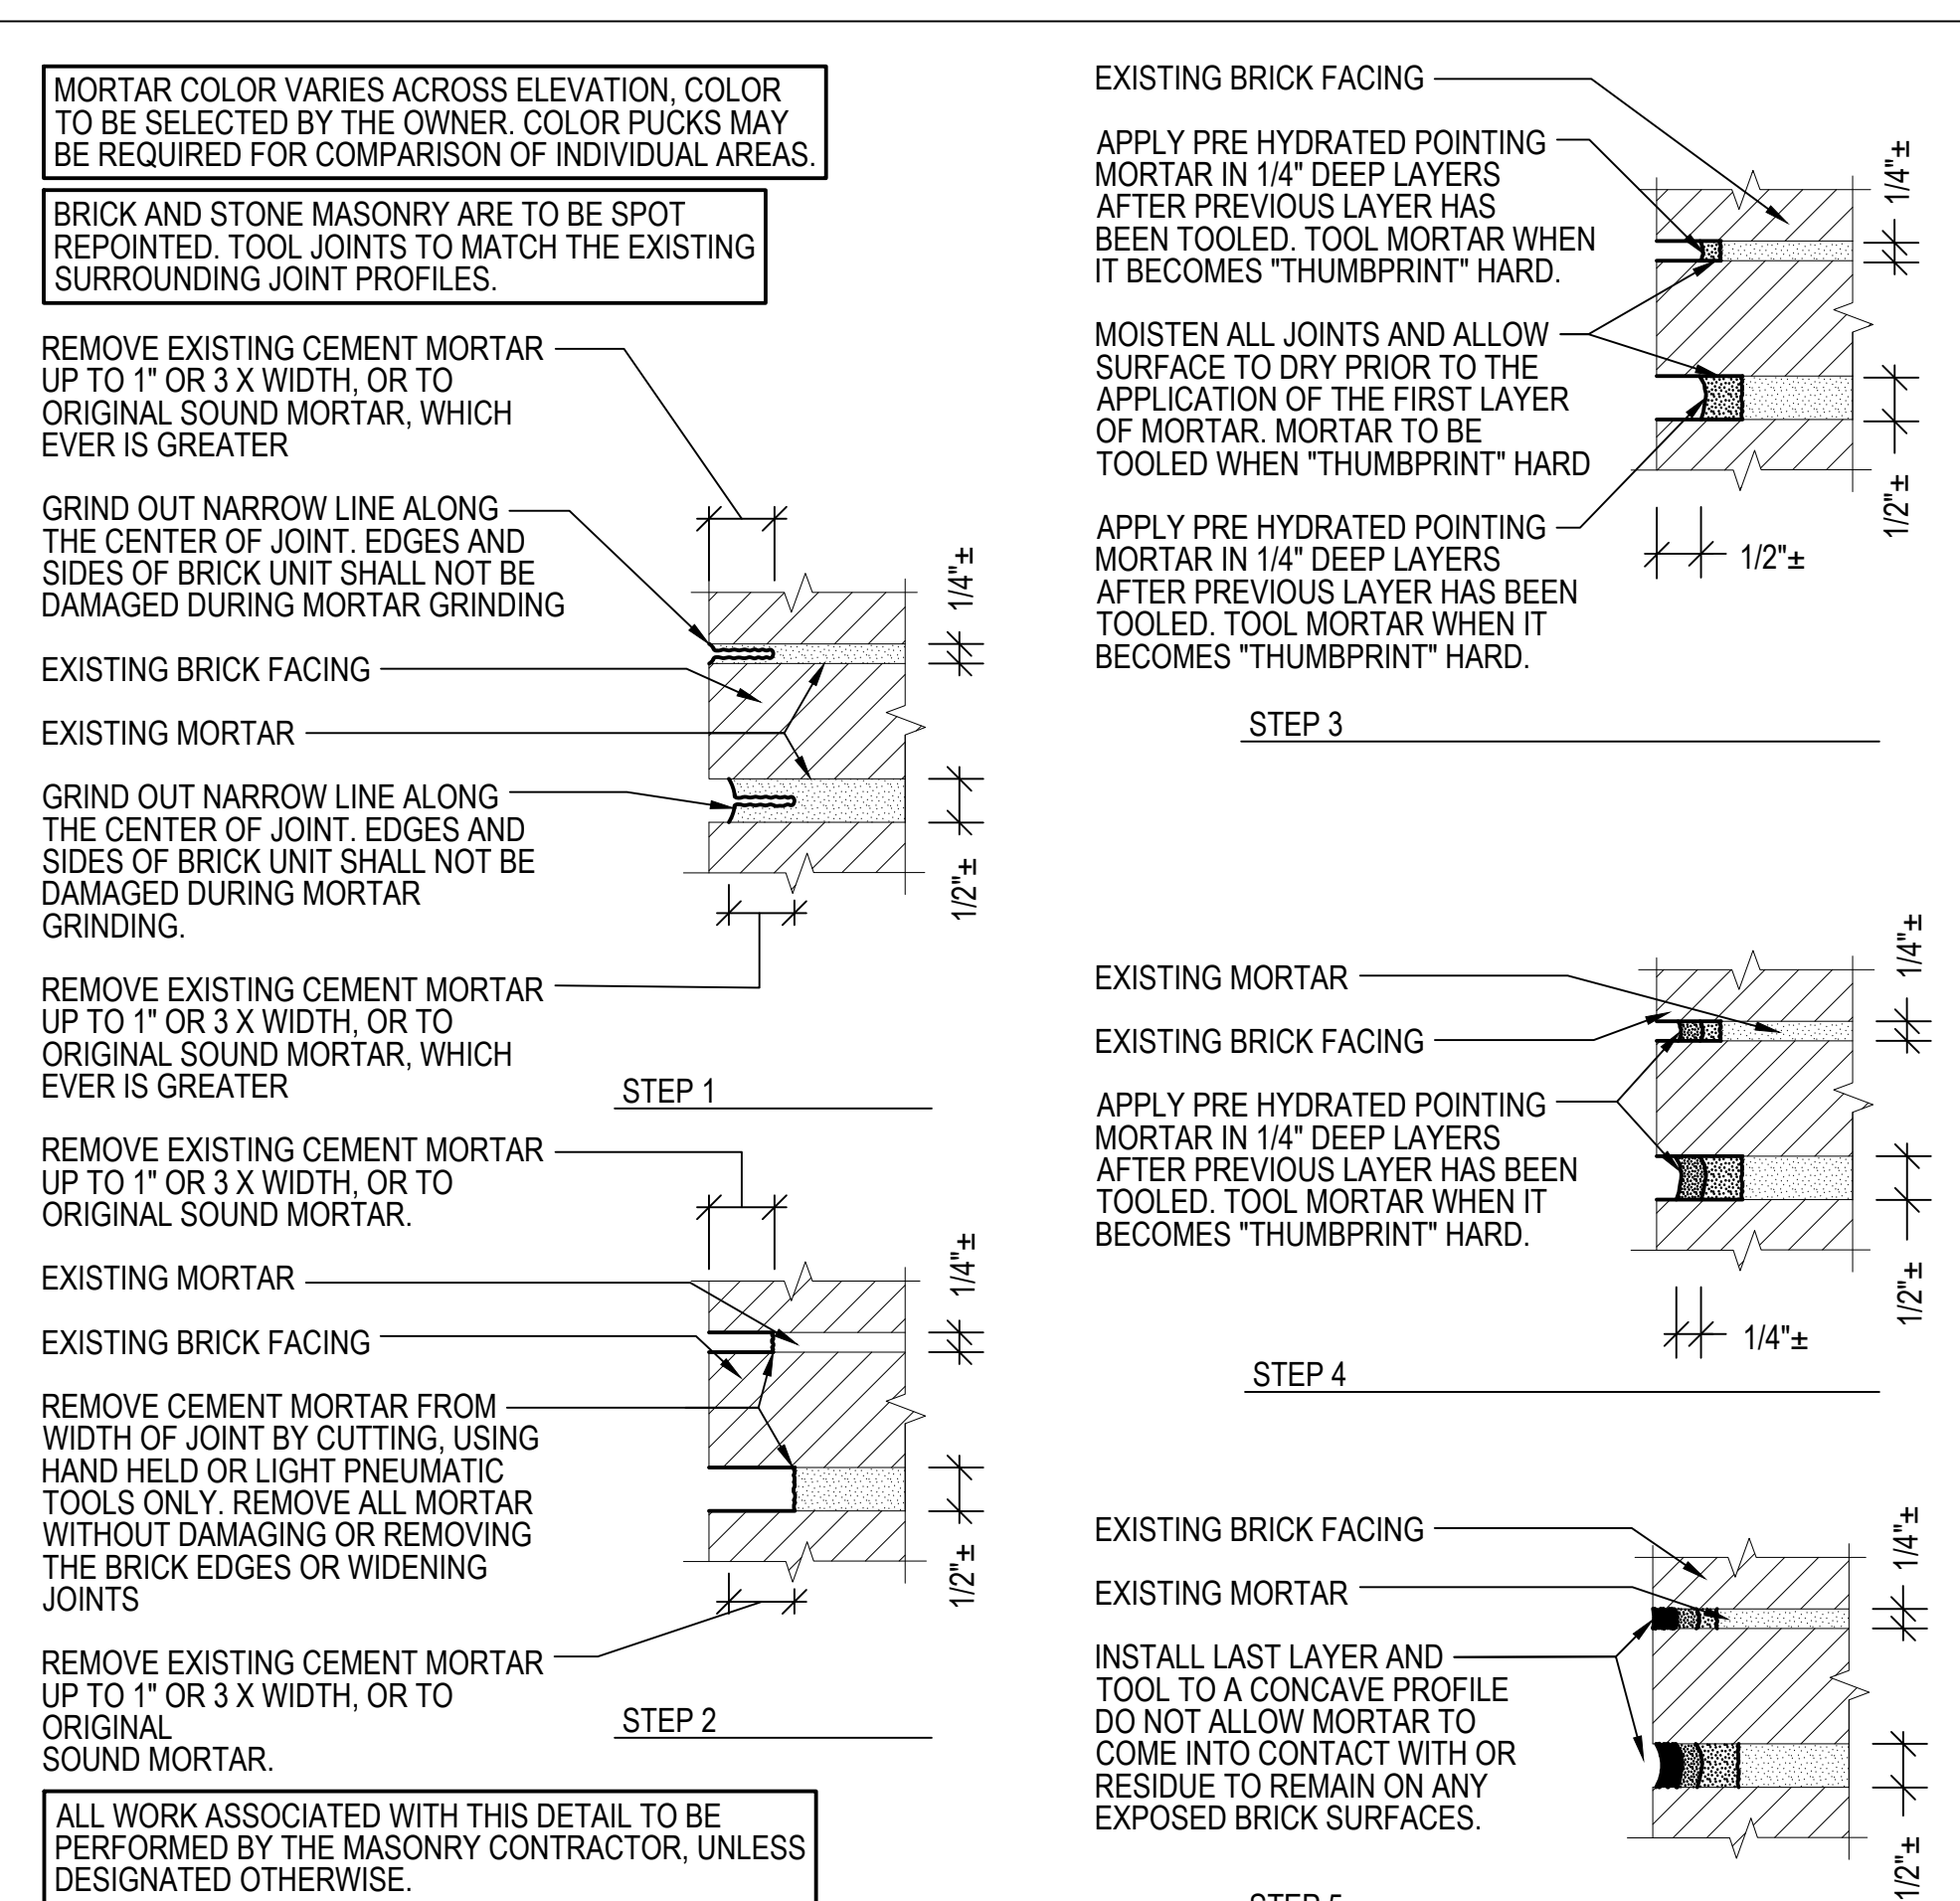 MORTAR COLOR VARIES ACROSS ELEVATION, COLOR
TO BE SELECTED BY THE OWNER. COLOR PUCKS MAY
BE REQUIRED FOR COMPARISON OF INDIVIDUAL AREAS.
BRICK AND STONE MASONRY ARE TO BE SPOT
REPOINTED. TOOL JOINTS TO MATCH THE EXISTING
SURROUNDING JOINT PROFILES.
REMOVE EXISTING CEMENT MORTAR
UP TO 1" OR 3 X WIDTH, OR TO
ORIGINAL SOUND MORTAR, WHICH
EVER IS GREATER
GRIND OUT NARROW LINE ALONG
THE CENTER OF JOINT. EDGES AND
SIDES OF BRICK UNIT SHALL NOT BE
DAMAGED DURING MORTAR GRINDING
EXISTING BRICK FACING
EXISTING MORTAR
GRIND OUT NARROW LINE ALONG
THE CENTER OF JOINT. EDGES AND
SIDES OF BRICK UNIT SHALL NOT BE
DAMAGED DURING MORTAR
GRINDING.
REMOVE EXISTING CEMENT MORTAR
UP TO 1" OR 3 X WIDTH, OR TO
ORIGINAL SOUND MORTAR, WHICH
EVER IS GREATER
1/4"±
1/2"±
STEP 1
REMOVE EXISTING CEMENT MORTAR
UP TO 1" OR 3 X WIDTH, OR TO
ORIGINAL SOUND MORTAR.
EXISTING MORTAR
EXISTING BRICK FACING
REMOVE CEMENT MORTAR FROM
WIDTH OF JOINT BY CUTTING, USING
HAND HELD OR LIGHT PNEUMATIC
TOOLS ONLY. REMOVE ALL MORTAR
WITHOUT DAMAGING OR REMOVING
THE BRICK EDGES OR WIDENING
JOINTS
REMOVE EXISTING CEMENT MORTAR
UP TO 1" OR 3 X WIDTH, OR TO
ORIGINAL
SOUND MORTAR.
1/4"±
1/2"±
STEP 2
ALL WORK ASSOCIATED WITH THIS DETAIL TO BE
PERFORMED BY THE MASONRY CONTRACTOR, UNLESS
DESIGNATED OTHERWISE.
EXISTING BRICK FACING
APPLY PRE HYDRATED POINTING
MORTAR IN 1/4" DEEP LAYERS
AFTER PREVIOUS LAYER HAS
BEEN TOOLED. TOOL MORTAR WHEN
IT BECOMES "THUMBPRINT" HARD.
MOISTEN ALL JOINTS AND ALLOW
SURFACE TO DRY PRIOR TO THE
APPLICATION OF THE FIRST LAYER
OF MORTAR. MORTAR TO BE
TOOLED WHEN "THUMBPRINT" HARD
APPLY PRE HYDRATED POINTING
MORTAR IN 1/4" DEEP LAYERS
AFTER PREVIOUS LAYER HAS BEEN
TOOLED. TOOL MORTAR WHEN IT
BECOMES "THUMBPRINT" HARD.
1/4"±
1/2"±
1/2"±
STEP 3
EXISTING MORTAR
EXISTING BRICK FACING
APPLY PRE HYDRATED POINTING
MORTAR IN 1/4" DEEP LAYERS
AFTER PREVIOUS LAYER HAS BEEN
TOOLED. TOOL MORTAR WHEN IT
BECOMES "THUMBPRINT" HARD.
1/4"±
1/2"±
1/4"±
STEP 4
EXISTING BRICK FACING
EXISTING MORTAR
INSTALL LAST LAYER AND
TOOL TO A CONCAVE PROFILE
DO NOT ALLOW MORTAR TO
COME INTO CONTACT WITH OR
RESIDUE TO REMAIN ON ANY
EXPOSED BRICK SURFACES.
1/4"±
1/2"±
STEP 5